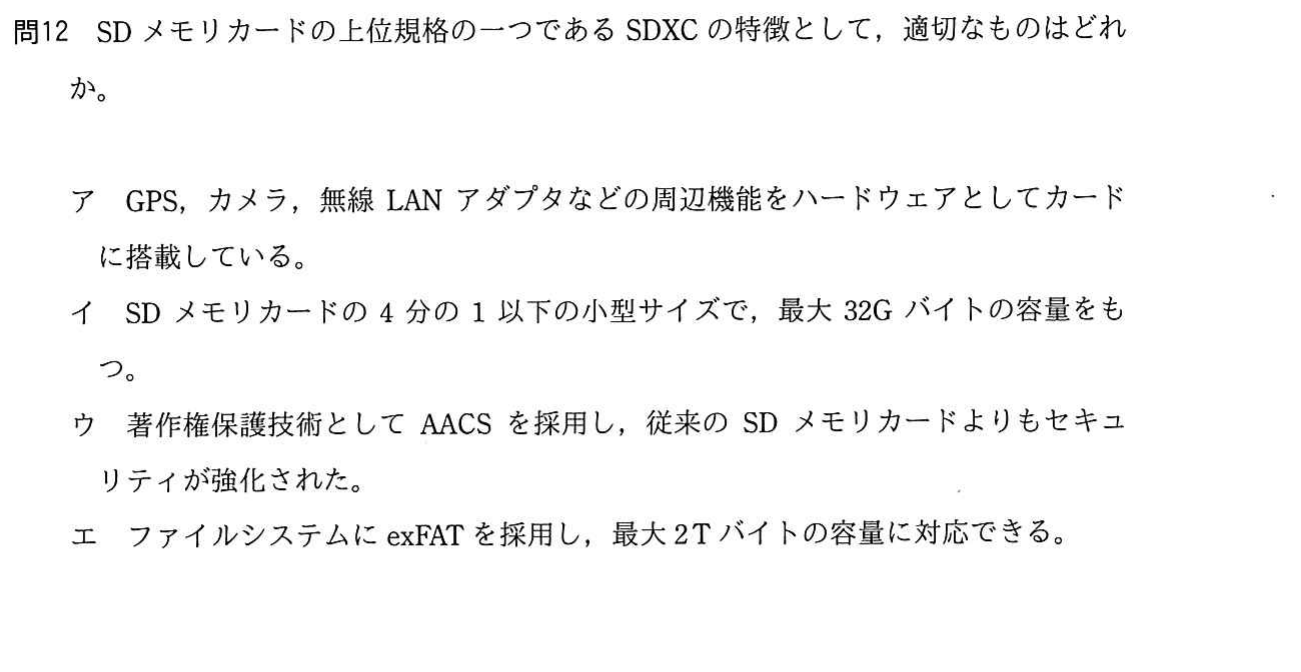 問12 SD メモリカードの上位規格の一つである SDXC の特徴として，適切なものはどれ
か。
ア GPS，カメラ，無線 LAN アダプタなどの周辺機能をハードウェアとしてカード
に搭載している。
イ SD メモリカードの 4 分の 1 以下の小型サイズで，最大 32G バイトの容量をも
つ。
ウ 著作権保護技術として AACS を採用し，従来の SD メモリカードよりもセキュ
リティが強化された。
エ ファイルシステムに exFAT を採用し，最大 2T バイトの容量に対応できる。